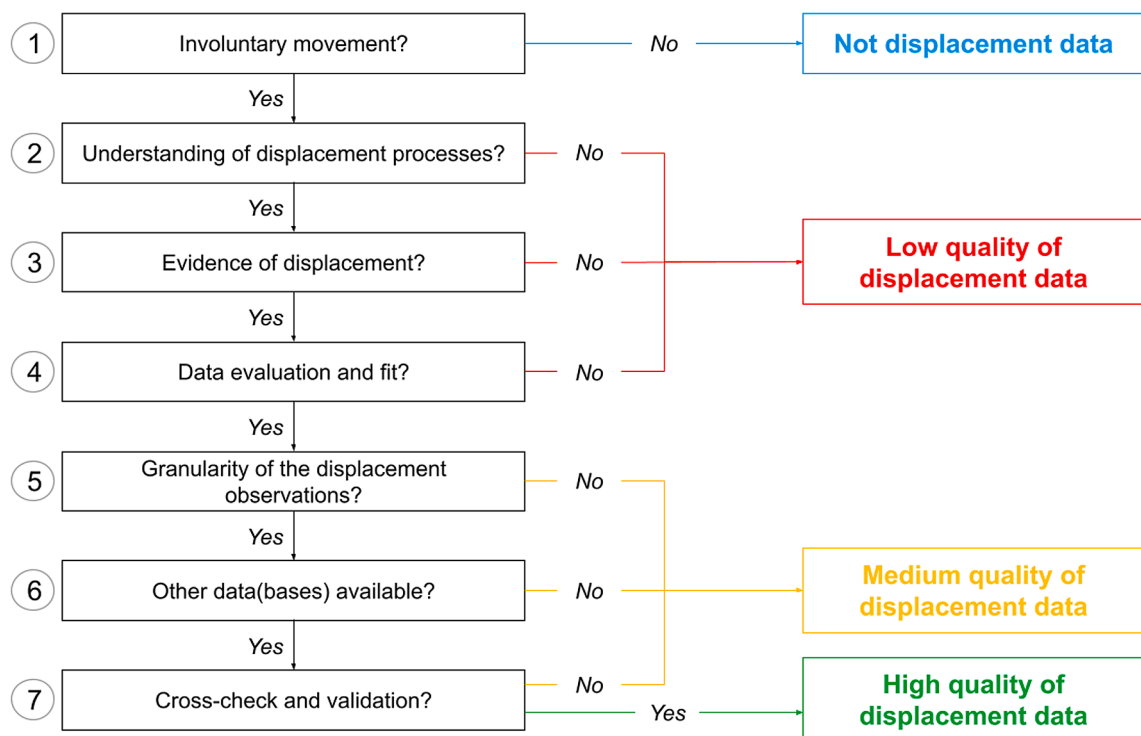 1
Involuntary movement?
No
Not displacement data
Yes
2
Understanding of displacement processes?
No
Yes
3
Evidence of displacement?
No
Low quality of
displacement data
Yes
4
Data evaluation and fit?
No
Yes
5
Granularity of the displacement
observations?
No
Yes
6
Other data(bases) available?
No
Medium quality of
displacement data
Yes
7
Cross-check and validation?
No
Yes
High quality of
displacement data